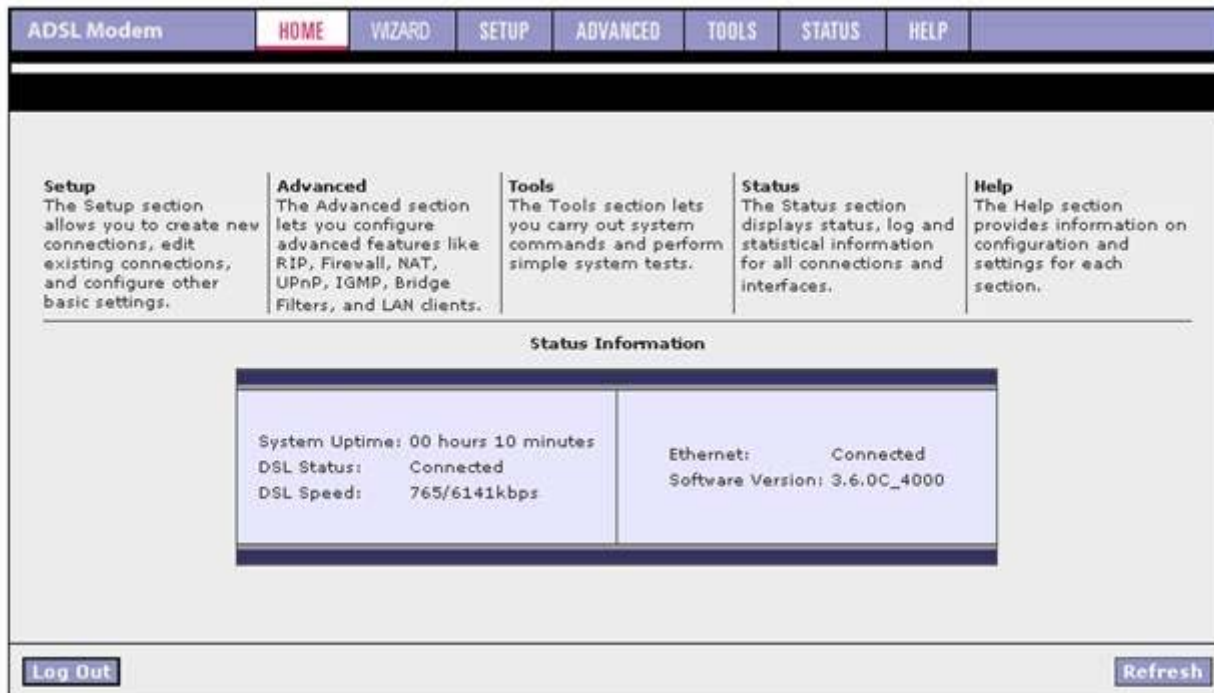 ADSL Modem HOME WIZARD SETUP ADVANCED TOOLS STATUS HELP
Setup
The Setup section
allows you to create new
connections, edit
existing connections,
and configure other
basic settings.
Advanced
The Advanced section
lets you configure
advanced features like
RIP, Firewall, NAT,
UPnP, IGMP, Bridge
Filters, and LAN clients.
Tools
The Tools section lets
you carry out system
commands and perform
simple system tests.
Status
The Status section
displays status, log and
statistical information
for all connections and
interfaces.
Help
The Help section
provides information on
configuration and
settings for each
section.
Status Information
System Uptime: 00 hours 10 minutes
DSL Status: Connected
DSL Speed: 765/6141kbps
Ethernet: Connected
Software Version: 3.6.0C_4000
Log Out
Refresh